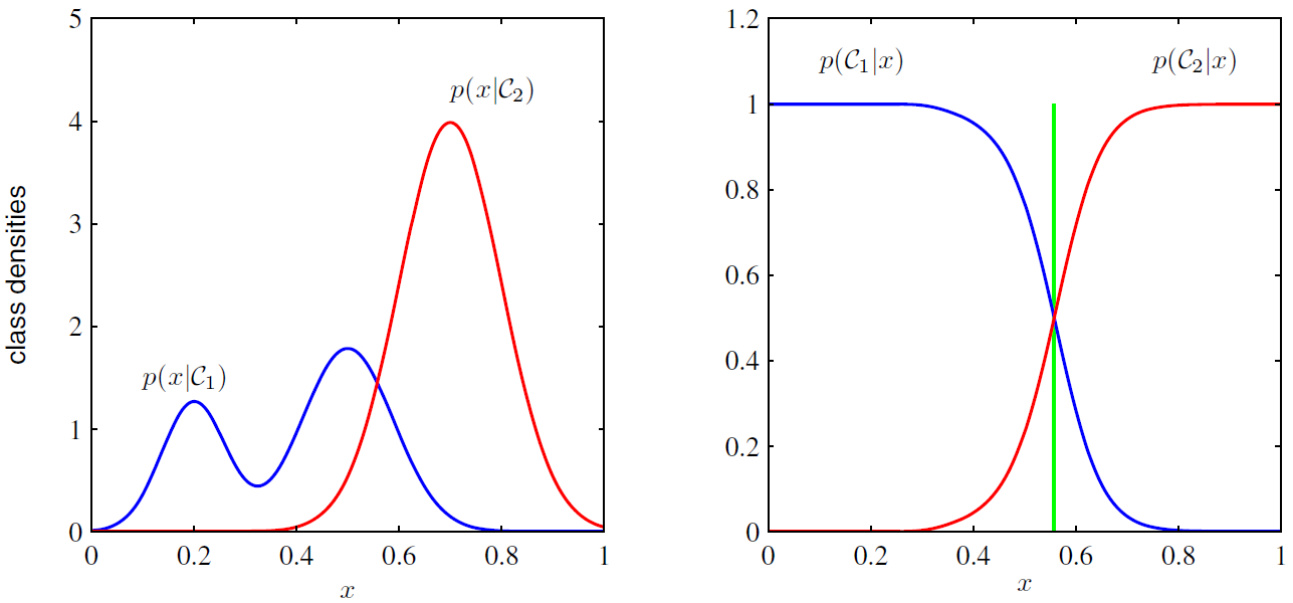 class densities
5
4
3
2
1
0
p(x|C₂)
p(x|C₁)
0 0.2 0.4 0.6 0.8 1
x
1.2
1
0.8
0.6
0.4
0.2
0
p(C₁|x) p(C₂|x)
0 0.2 0.4 0.6 0.8 1
x